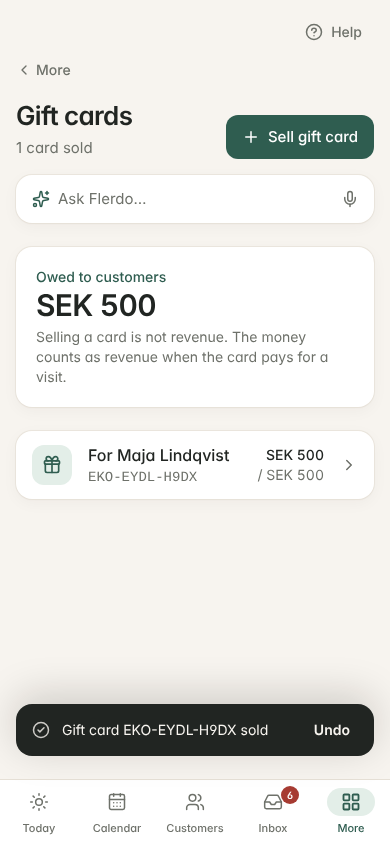 Help
More
Gift cards
1 card sold
Sell gift card
Ask Flerdo...
Owed to customers
SEK 500
Selling a card is not revenue. The money
counts as revenue when the card pays for a
visit.
For Maja Lindqvist
SEK 500
EKO-EYDL-H9DX
/ SEK 500
Gift card EKO-EYDL-H9DX sold
Undo
6
Today
Calendar
Customers
Inbox
More